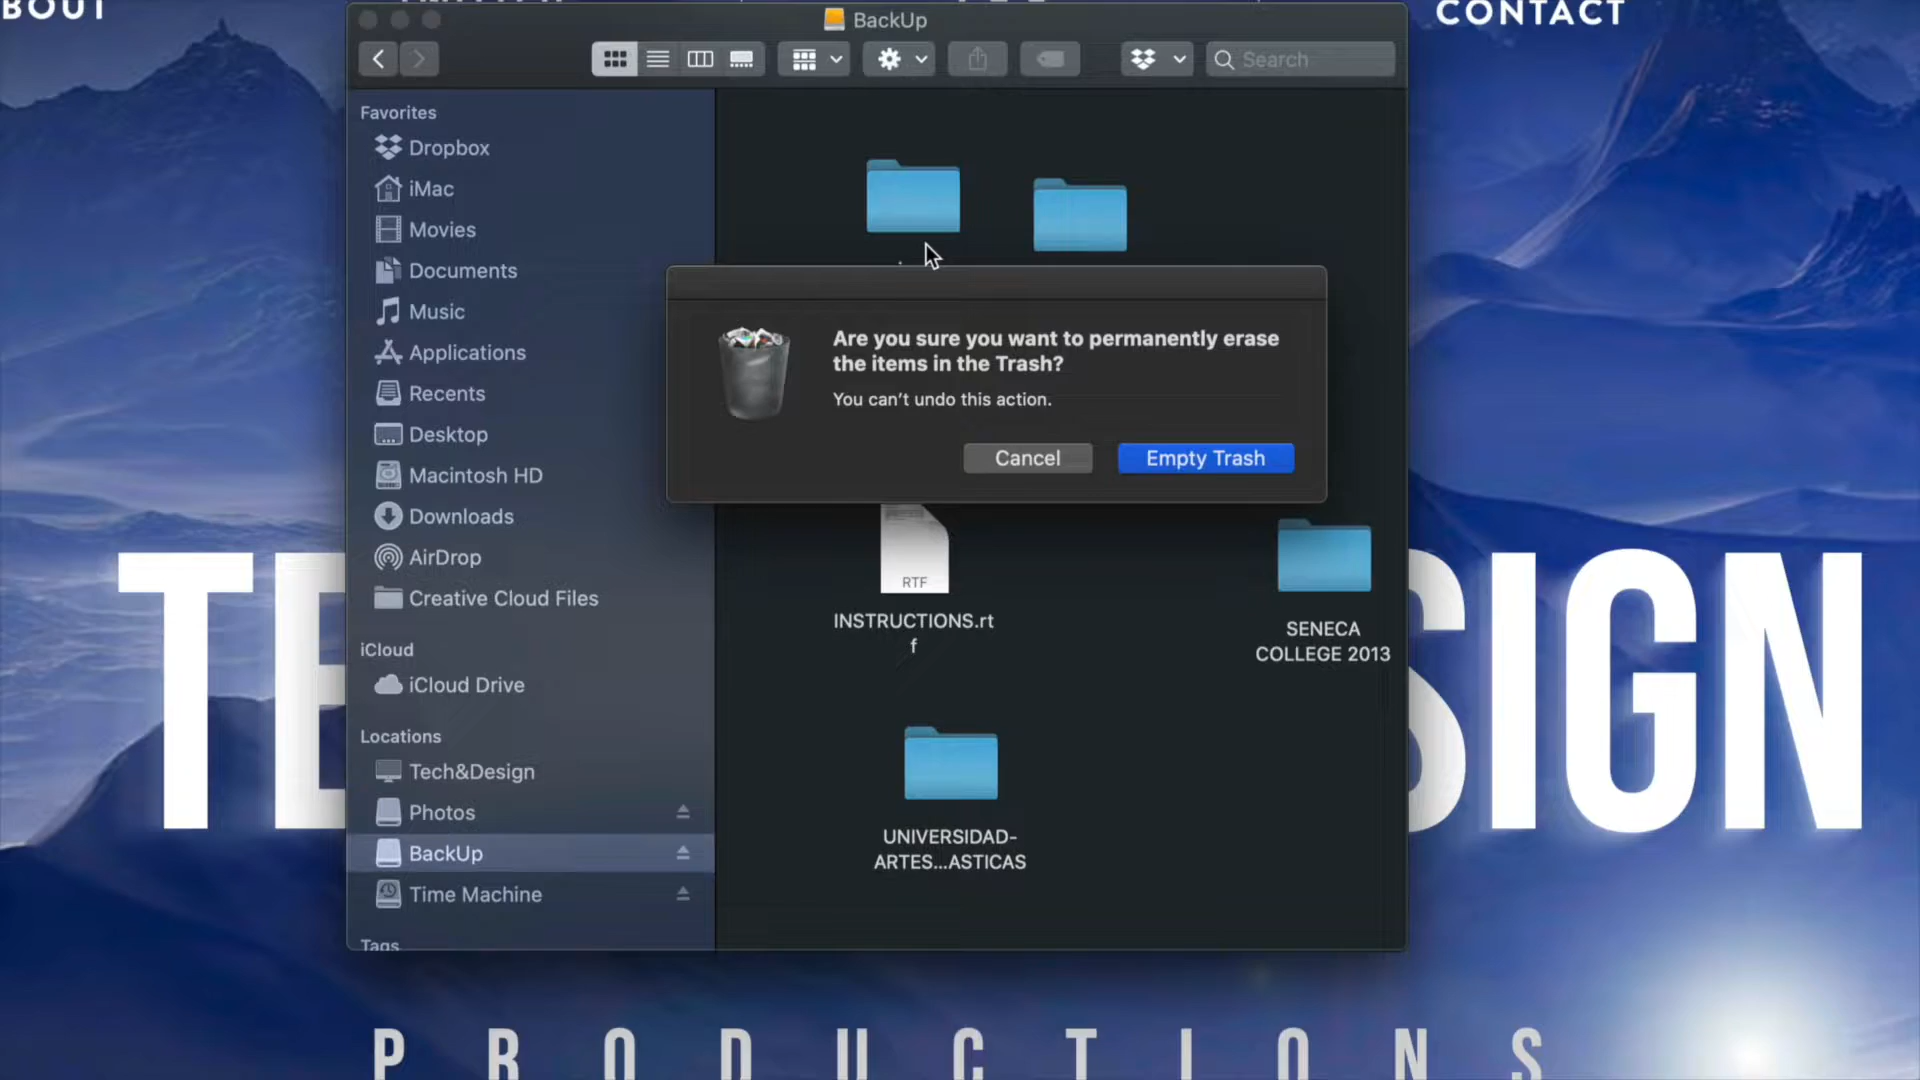 CONTACT
BackUp
Search
Favorites
Dropbox
iMac
Movies
Documents
Music
Applications
Recents
Desktop
Macintosh HD
Downloads
AirDrop
Creative Cloud Files
iCloud
iCloud Drive
Locations
Tech&Design
Photos
BackUp
Time Machine
Tags
Are you sure you want to permanently erase
the items in the Trash?
You can't undo this action.
Cancel
Empty Trash
RTF
INSTRUCTIONS.rt
f
SENECA
COLLEGE 2013
UNIVERSIDAD-
ARTES...ASTICAS
TE
SIGN
PRODUCTIONS